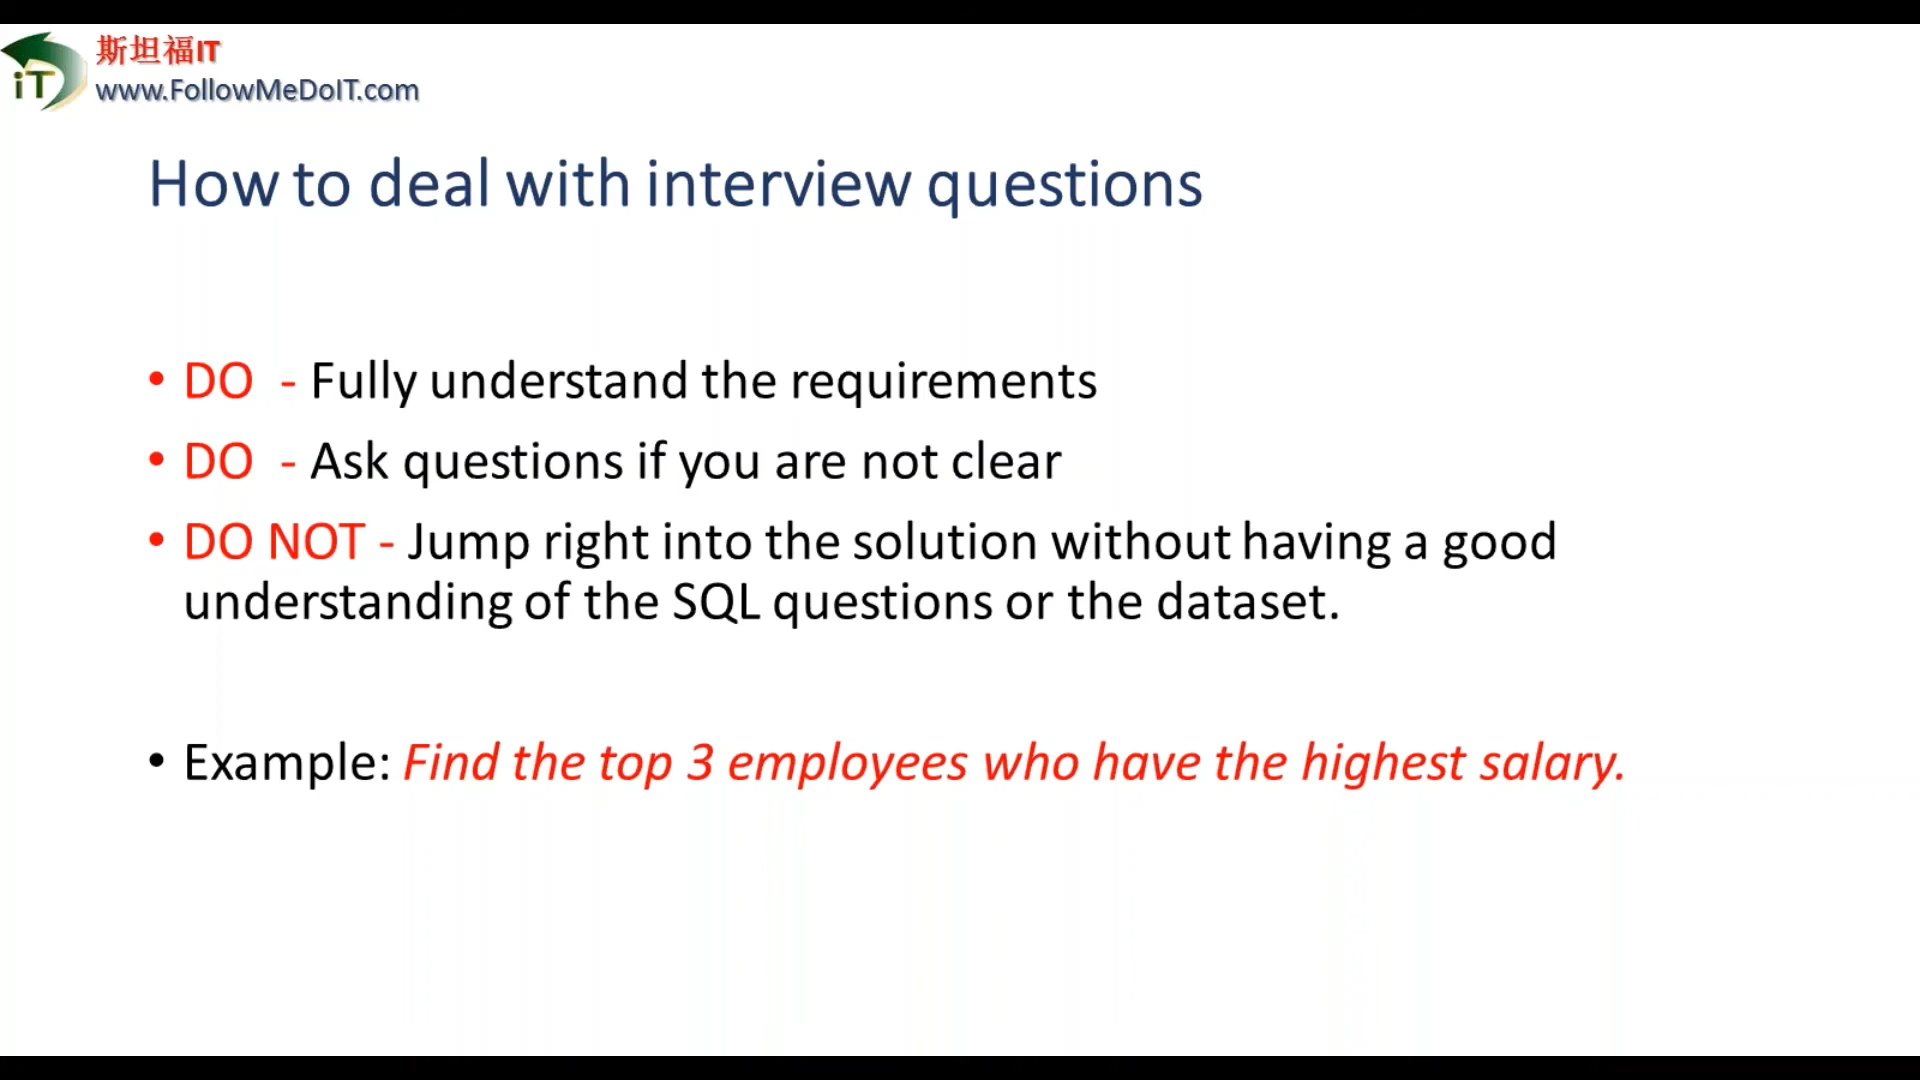 斯坦福IT
iT
www.FollowMeDoIT.com
How to deal with interview questions
• DO - Fully understand the requirements
• DO - Ask questions if you are not clear
• DO NOT - Jump right into the solution without having a good
understanding of the SQL questions or the dataset.
• Example: Find the top 3 employees who have the highest salary.